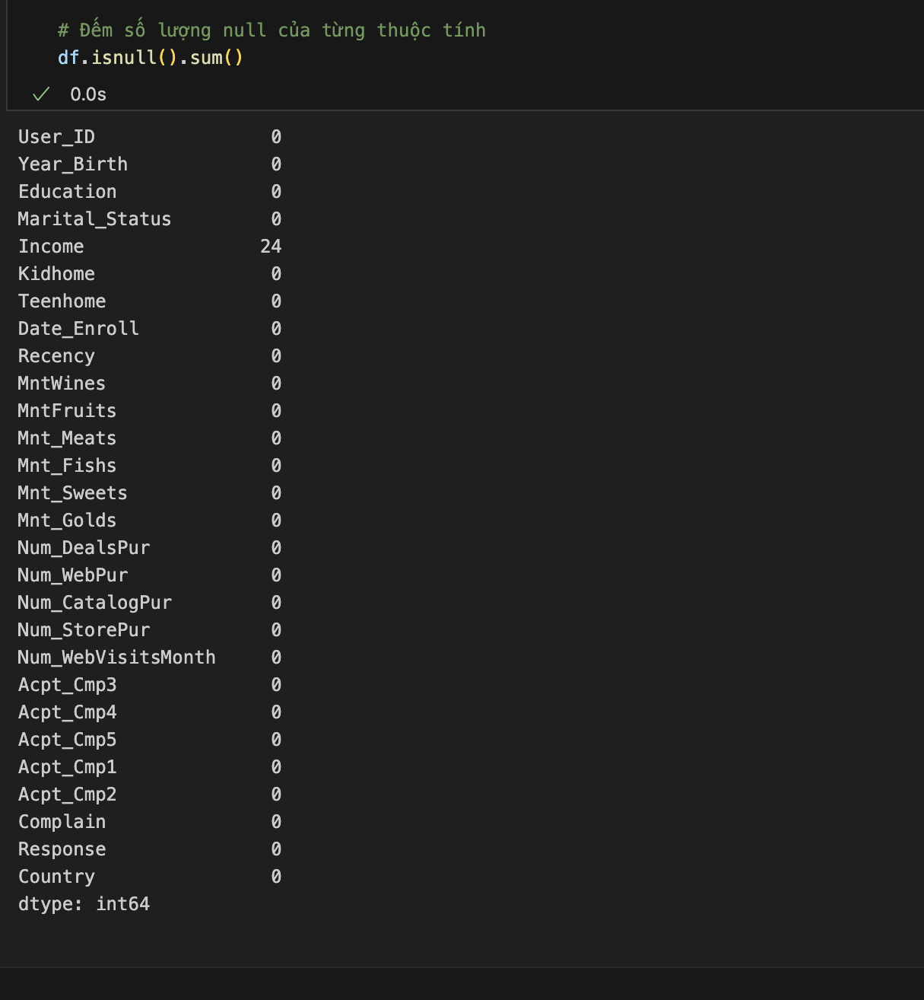 # Đếm số lượng null của từng thuộc tính
df.isnull().sum()
0.0s
User_ID 0
Year_Birth 0
Education 0
Marital_Status 0
Income 24
Kidhome 0
Teenhome 0
Date_Enroll 0
Recency 0
MntWines 0
MntFruits 0
Mnt_Meats 0
Mnt_Fishs 0
Mnt_Sweets 0
Mnt_Golds 0
Num_DealsPur 0
Num_WebPur 0
Num_CatalogPur 0
Num_StorePur 0
Num_WebVisitsMonth 0
Acpt_Cmp3 0
Acpt_Cmp4 0
Acpt_Cmp5 0
Acpt_Cmp1 0
Acpt_Cmp2 0
Complain 0
Response 0
Country 0
dtype: int64